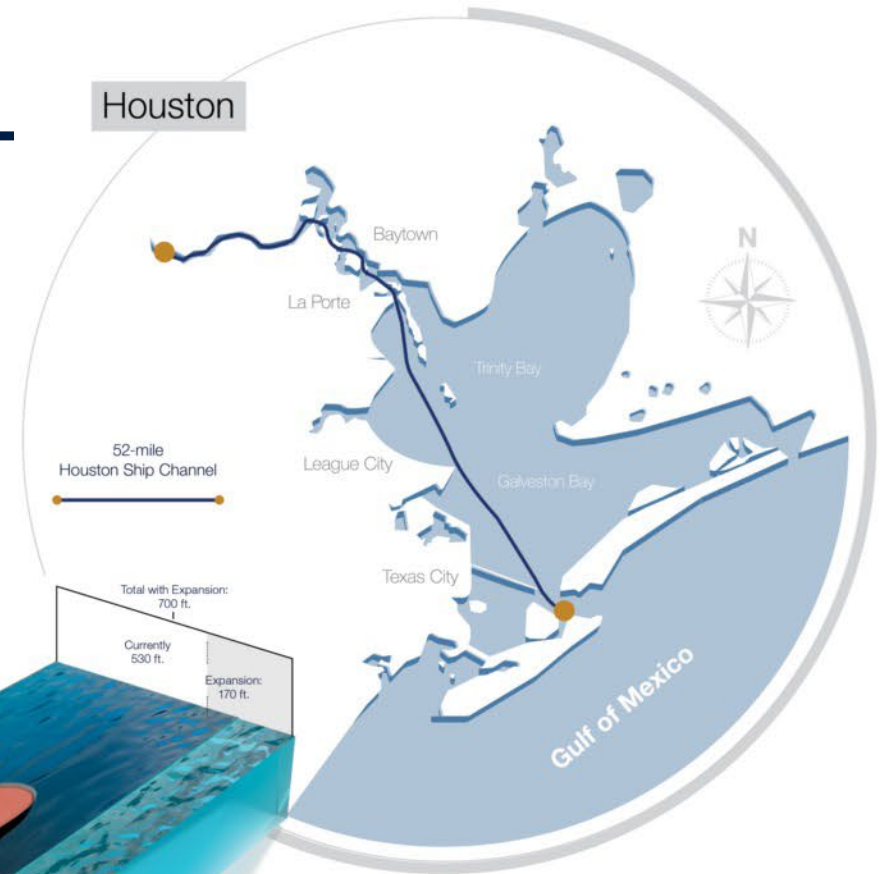 Houston
N
Baytown
La Porte
Trinity Bay
52-mile
Houston Ship Channel
League City
Galveston Bay
Texas City
Total with Expansion:
700 ft.
Currently
530 ft.
Expansion:
170 ft.
Gulf of Mexico